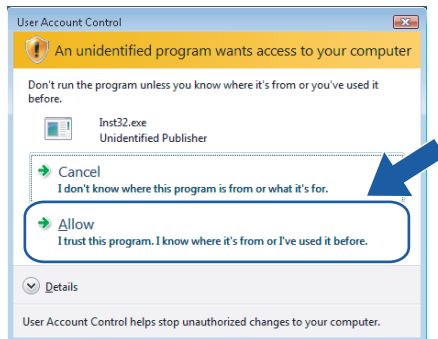 User Account Control
An unidentified program wants access to your computer
Don't run the program unless you know where it's from or you've used it
before.
Inst32.exe
Unidentified Publisher
Cancel
I don't know where this program is from or what it's for.
Allow
I trust this program. I know where it's from or I've used it before.
Details
User Account Control helps stop unauthorized changes to your computer.